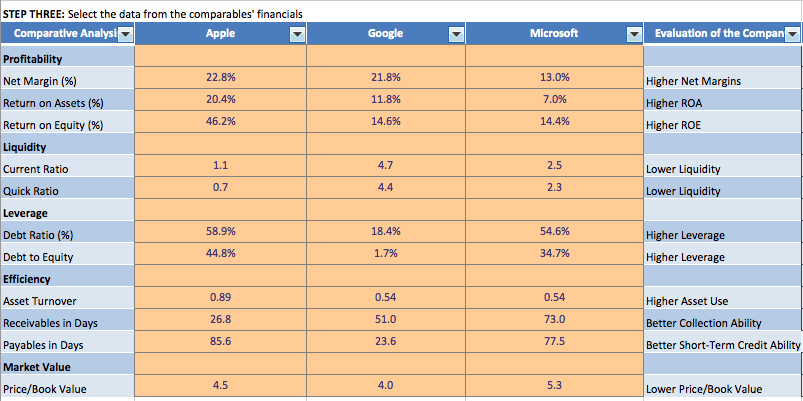 STEP THREE: Select the data from the comparables' financials
Comparative Analysi Apple Google Microsoft Evaluation of the Compan
Profitability
Net Margin (%) 22.8% 21.8% 13.0% Higher Net Margins
Return on Assets (%) 20.4% 11.8% 7.0% Higher ROA
Return on Equity (%) 46.2% 14.6% 14.4% Higher ROE
Liquidity
Current Ratio 1.1 4.7 2.5 Lower Liquidity
Quick Ratio 0.7 4.4 2.3 Lower Liquidity
Leverage
Debt Ratio (%) 58.9% 18.4% 54.6% Higher Leverage
Debt to Equity 44.8% 1.7% 34.7% Higher Leverage
Efficiency
Asset Turnover 0.89 0.54 0.54 Higher Asset Use
Receivables in Days 26.8 51.0 73.0 Better Collection Ability
Payables in Days 85.6 23.6 77.5 Better Short-Term Credit Ability
Market Value
Price/Book Value 4.5 4.0 5.3 Lower Price/Book Value